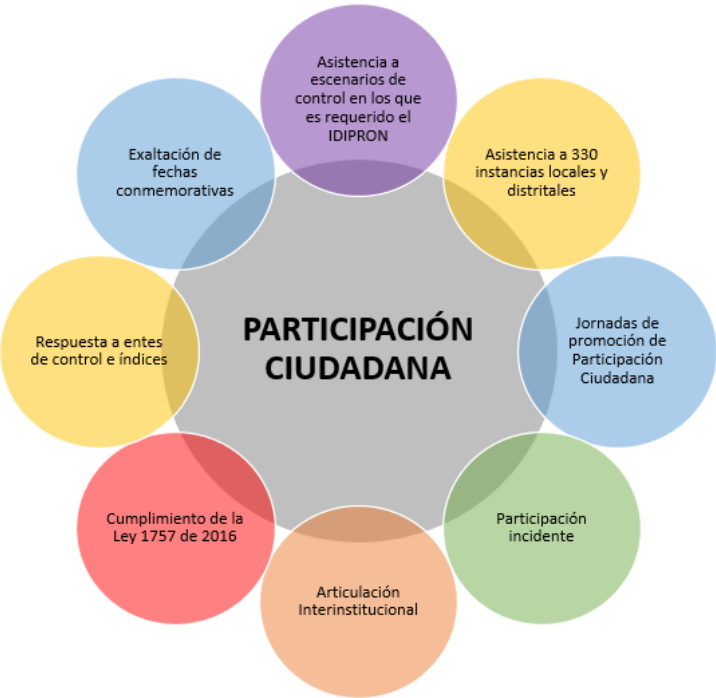 Asistencia a
escenarios de
control en los que
es requerido el
IDIPRON
Asistencia a 330
instancias locales y
distritales
Jornadas de
promoción de
Participación
Ciudadana
Participación
incidente
Articulación
Interinstitucional
Cumplimiento de la
Ley 1757 de 2016
Respuesta a entes
de control e índices
Exaltación de
fechas
conmemorativas
PARTICIPACIÓN
CIUDADANA